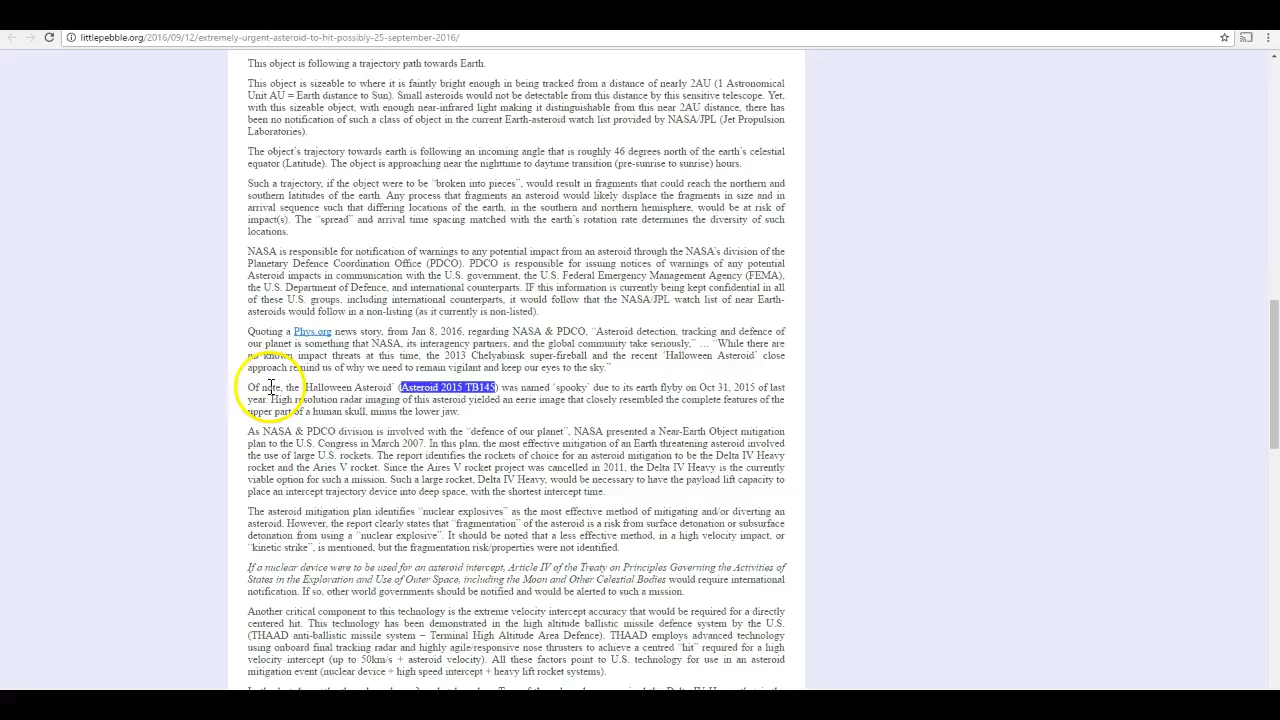 littlepebble.org/2016/09/12/extremely-urgent-asteroid-to-hit-possibly-25-september-2016/
This object is following a trajectory path towards Earth.
This object is sizeable to where it is faintly bright enough in being tracked from a distance of nearly 2AU (1 Astronomical
Unit AU = Earth distance to Sun). Small asteroids would not be detectable from this distance by this sensitive telescope. Yet,
with this sizeable object, with enough near-infrared light making it distinguishable from this near 2AU distance, there has
been no notification of such a class of object in the current Earth-asteroid watch list provided by NASA/JPL (Jet Propulsion
Laboratories).
The object's trajectory towards earth is following an incoming angle that is roughly 46 degrees north of the earth's celestial
equator (Latitude). The object is approaching near the nighttime to daytime transition (pre-sunrise to sunrise) hours.
Such a trajectory, if the object were to be “broken into pieces”, would result in fragments that could reach the northern and
southern latitudes of the earth. Any process that fragments an asteroid would likely displace the fragments in size and in
arrival sequence such that differing locations of the earth, in the southern and northern hemisphere, would be at risk of
impact(s). The “spread” and arrival time spacing matched with the earth's rotation rate determines the diversity of such
locations.
NASA is responsible for notification of warnings to any potential impact from an asteroid through the NASA's division of the
Planetary Defence Coordination Office (PDCO). PDCO is responsible for issuing notices of warnings of any potential
Asteroid impacts in communication with the U.S. government, the U.S. Federal Emergency Management Agency (FEMA),
the U.S. Department of Defence, and international counterparts. IF this information is currently being kept confidential in all
of these U.S. groups, including international counterparts, it would follow that the NASA/JPL watch list of near Earth-
asteroids would follow in a non-listing (as it currently is non-listed).
Quoting a Phys.org news story, from Jan 8, 2016, regarding NASA & PDCO, “Asteroid detection, tracking and defence of
our planet is something that NASA, its interagency partners, and the global community take seriously,” … “While there are
no known impact threats at this time, the 2013 Chelyabinsk super-fireball and the recent ‘Halloween Asteroid’ close
approach remind us of why we need to remain vigilant and keep our eyes to the sky.”
Of note, the ‘Halloween Asteroid’ (Asteroid 2015 TB145) was named ‘spooky’ due to its earth flyby on Oct 31, 2015 of last
year. High resolution radar imaging of this asteroid yielded an eerie image that closely resembled the complete features of the
upper part of a human skull, minus the lower jaw.
As NASA & PDCO division is involved with the “defence of our planet”, NASA presented a Near-Earth Object mitigation
plan to the U.S. Congress in March 2007. In this plan, the most effective mitigation of an Earth threatening asteroid involved
the use of large U.S. rockets. The report identifies the rockets of choice for an asteroid mitigation to be the Delta IV Heavy
rocket and the Aries V rocket. Since the Aires V rocket project was cancelled in 2011, the Delta IV Heavy is the currently
viable option for such a mission. Such a large rocket, Delta IV Heavy, would be necessary to have the payload lift capacity to
place an intercept trajectory device into deep space, with the shortest intercept time.
The asteroid mitigation plan identifies “nuclear explosives” as the most effective method of mitigating and/or diverting an
asteroid. However, the report clearly states that “fragmentation” of the asteroid is a risk from surface detonation or subsurface
detonation from using a “nuclear explosive”. It should be noted that a less effective method, in a high velocity impact, or
“kinetic strike”, is mentioned, but the fragmentation risk/properties were not identified.
If a nuclear device were to be used for an asteroid intercept, Article IV of the Treaty on Principles Governing the Activities of
States in the Exploration and Use of Outer Space, including the Moon and Other Celestial Bodies would require international
notification. If so, other world governments should be notified and would be alerted to such a mission.
Another critical component to this technology is the extreme velocity intercept accuracy that would be required for a directly
centered hit. This technology has been demonstrated in the high altitude ballistic missile defence system by the U.S.
(THAAD anti-ballistic missile system – Terminal High Altitude Area Defence). THAAD employs advanced technology
using onboard final tracking radar and highly agile/responsive nose thrusters to achieve a centred “hit” required for a high
velocity intercept (up to 50km/s + asteroid velocity). All these factors point to U.S. technology for use in an asteroid
mitigation event (nuclear device + high speed intercept + heavy lift rocket systems).